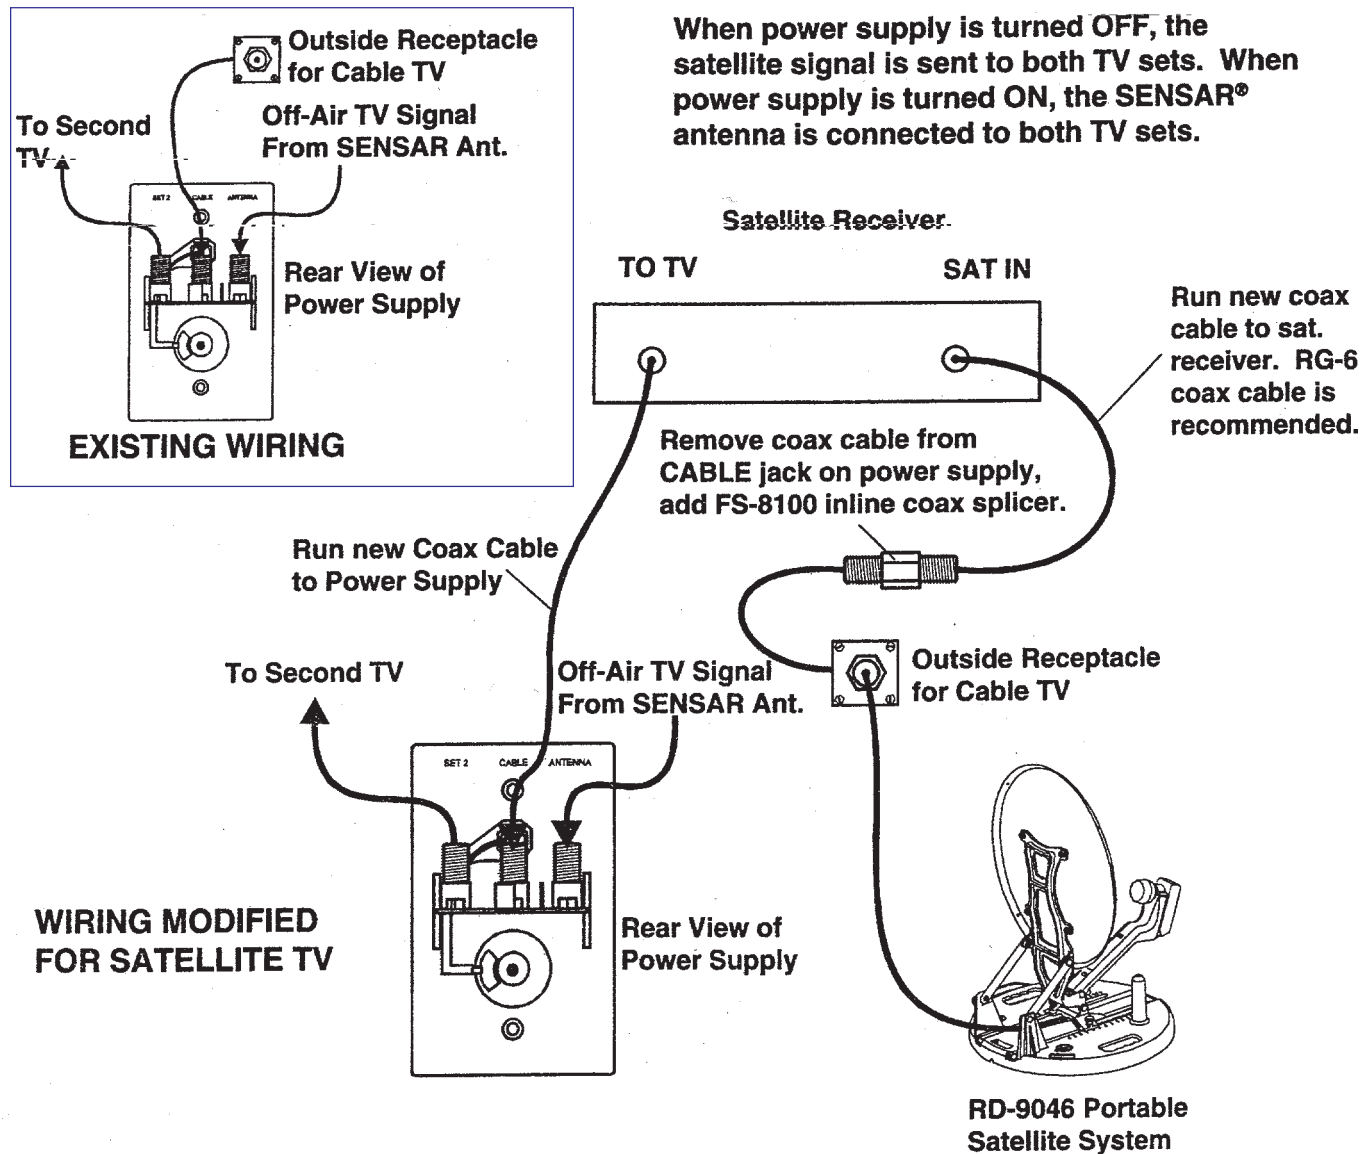 When power supply is turned OFF, the
satellite signal is sent to both TV sets. When
power supply is turned ON, the SENSAR®
antenna is connected to both TV sets.
Outside Receptacle
for Cable TV
To Second
TV
Off-Air TV Signal
From SENSAR Ant.
SET 2
CABLE
ANTENNA
Rear View of
Power Supply
EXISTING WIRING
Satellite Receiver
TO TV
SAT IN
Run new coax
cable to sat.
receiver. RG-6
coax cable is
recommended.
Remove coax cable from
CABLE jack on power supply,
add FS-8100 inline coax splicer.
Run new Coax Cable
to Power Supply
To Second TV
Off-Air TV Signal
From SENSAR Ant.
Outside Receptacle
for Cable TV
SET 2
CABLE
ANTENNA
WIRING MODIFIED
FOR SATELLITE TV
Rear View of
Power Supply
RD-9046 Portable
Satellite System